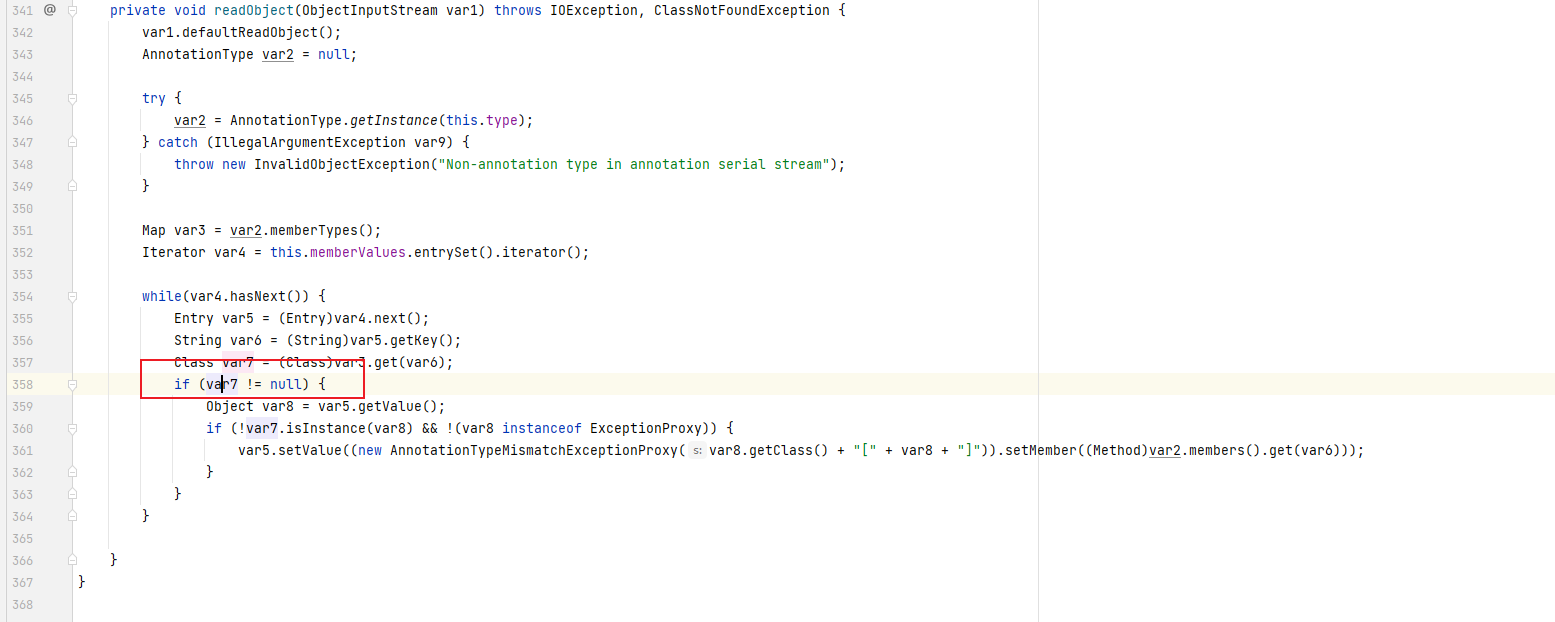 341 @ private void readObject(ObjectInputStream var1) throws IOException, ClassNotFoundException {
342 var1.defaultReadObject();
343 AnnotationType var2 = null;
344
345 try {
346 var2 = AnnotationType.getInstance(this.type);
347 } catch (IllegalArgumentException var9) {
348 throw new InvalidObjectException("Non-annotation type in annotation serial stream");
349 }
350
351 Map var3 = var2.memberTypes();
352 Iterator var4 = this.memberValues.entrySet().iterator();
353
354 while(var4.hasNext()) {
355 Entry var5 = (Entry)var4.next();
356 String var6 = (String)var5.getKey();
357 Class var7 = (Class)var3.get(var6);
358 if (var7 != null) {
359 Object var8 = var5.getValue();
360 if (!var7.isInstance(var8) && !(var8 instanceof ExceptionProxy)) {
361 var5.setValue((new AnnotationTypeMismatchExceptionProxy( s: var8.getClass() + "[" + var8 + "]")).setMember((Method)var2.members().get(var6)));
362 }
363 }
364 }
365
366 }
367 }
368